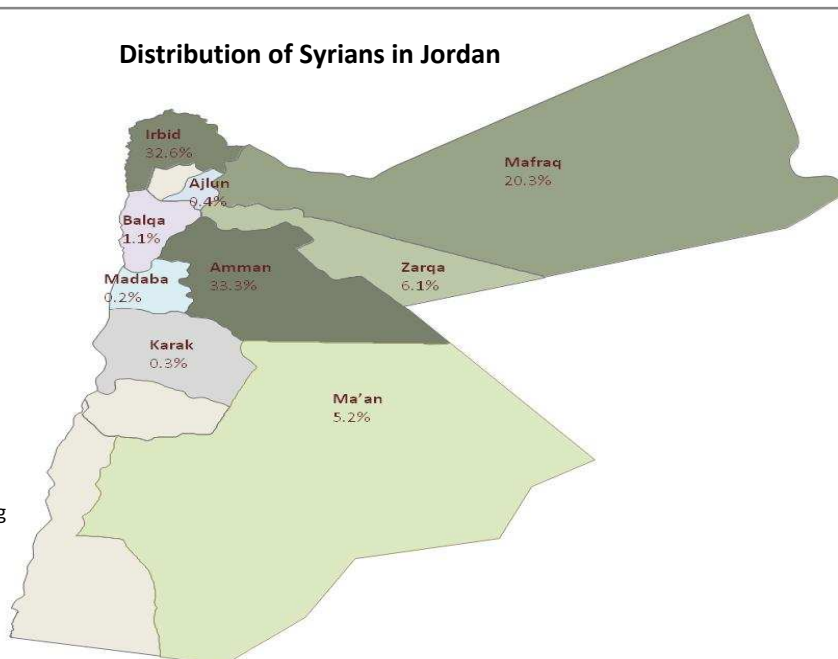 Distribution of Syrians in Jordan
Irbid
32.6%
Mafraq
20.3%
Ajlun
0.4%
Balqa
1.1%
Amman
33.3%
Zarqa
6.1%
Madaba
0.2%
Karak
0.3%
Ma’an
5.2%
g